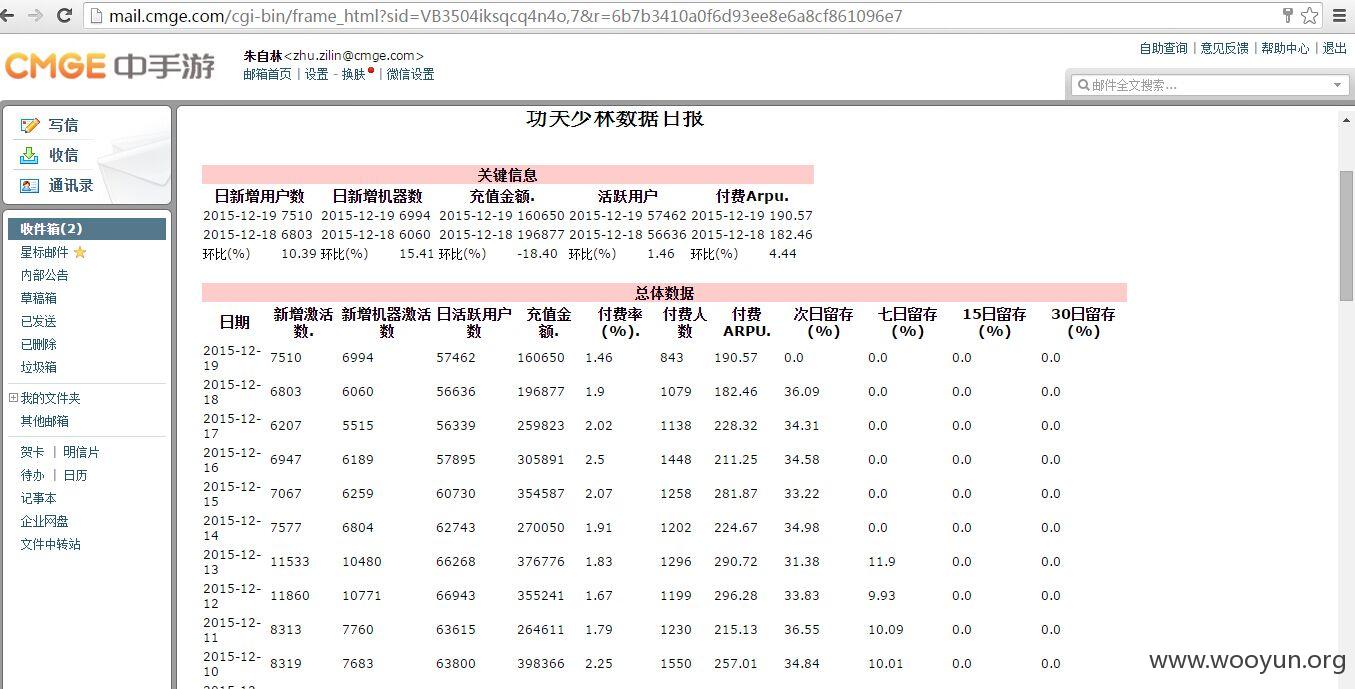 mail.cmge.com/cgi-bin/frame_html?sid=VB3504iksqcq4n4o,7&r=6b7b3410a0f6d93ee8e6a8cf861096e7
CMGE 中手游
朱自林<zhu.zilin@cmge.com>
邮箱首页 | 设置 - 换肤 | 微信设置
自助查询 | 意见反馈 | 帮助中心 | 退出
邮件全文搜索...
写信
收信
通讯录
收件箱(2)
星标邮件
内部公告
草稿箱
已发送
已删除
垃圾箱
我的文件夹
其他邮箱
贺卡 | 明信片
待办 | 日历
记事本
企业网盘
文件中转站
功夫少林数据日报
关键信息
日新增用户数 日新增机器数 充值金额. 活跃用户 付费Arpu.
2015-12-19 7510 2015-12-19 6994 2015-12-19 160650 2015-12-19 57462 2015-12-19 190.57
2015-12-18 6803 2015-12-18 6060 2015-12-18 196877 2015-12-18 56636 2015-12-18 182.46
环比(%) 10.39 环比(%) 15.41 环比(%) -18.40 环比(%) 1.46 环比(%) 4.44
总体数据
日期 新增激活数. 新增机器激活数 日活跃用户数 充值金额. 付费率(%). 付费人数 付费ARPU. 次日留存(%) 七日留存(%) 15日留存(%) 30日留存(%)
2015-12-19 7510 6994 57462 160650 1.46 843 190.57 0.0 0.0 0.0 0.0
2015-12-18 6803 6060 56636 196877 1.9 1079 182.46 36.09 0.0 0.0 0.0
2015-12-17 6207 5515 56339 259823 2.02 1138 228.32 34.31 0.0 0.0 0.0
2015-12-16 6947 6189 57895 305891 2.5 1448 211.25 34.58 0.0 0.0 0.0
2015-12-15 7067 6259 60730 354587 2.07 1258 281.87 33.22 0.0 0.0 0.0
2015-12-14 7577 6804 62743 270050 1.91 1202 224.67 34.98 0.0 0.0 0.0
2015-12-13 11533 10480 66268 376776 1.83 1296 290.72 31.38 11.9 0.0 0.0
2015-12-12 11860 10771 66943 355241 1.67 1199 296.28 33.83 9.93 0.0 0.0
2015-12-11 8313 7760 63615 264611 1.79 1230 215.13 36.55 10.09 0.0 0.0
2015-12-10 8319 7683 63800 398366 2.25 1550 257.01 34.84 10.01 0.0 0.0
www.wooyun.org